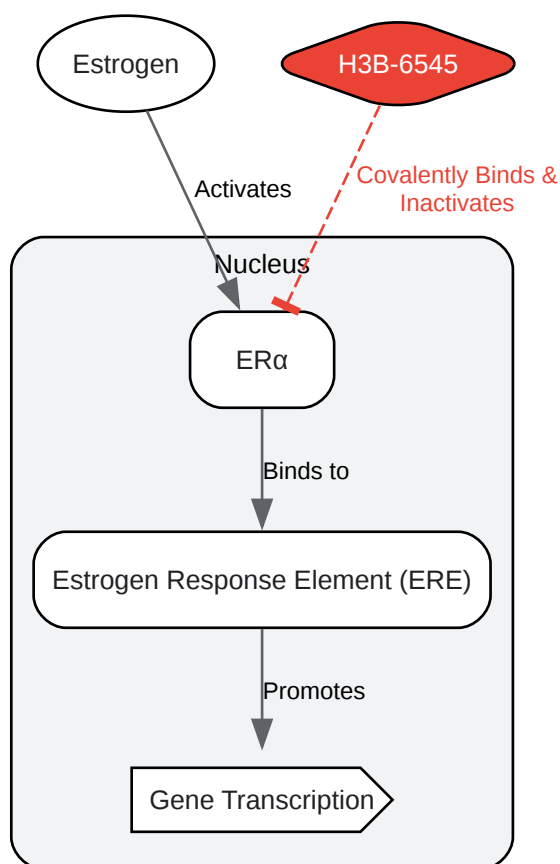 Estrogen
H3B-6545
Activates
Covalently Binds &
Inactivates
Nucleus
ERα
Binds to
Estrogen Response Element (ERE)
Promotes
Gene Transcription